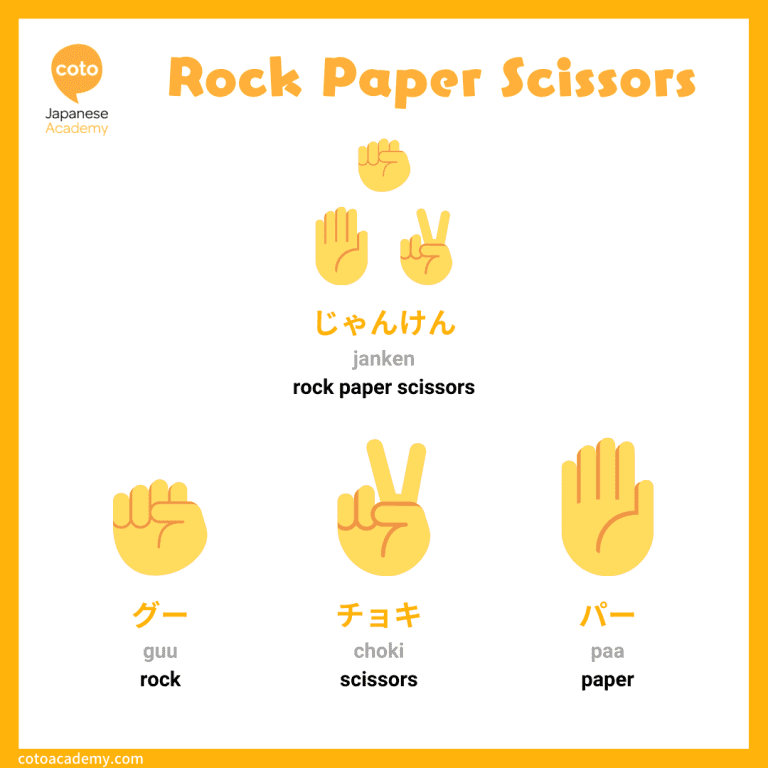 coto
Japanese
Academy
Rock Paper Scissors
じゃんけん
janken
rock paper scissors
グー
guu
rock
チョキ
choki
scissors
パー
paa
paper
cotoacademy.com